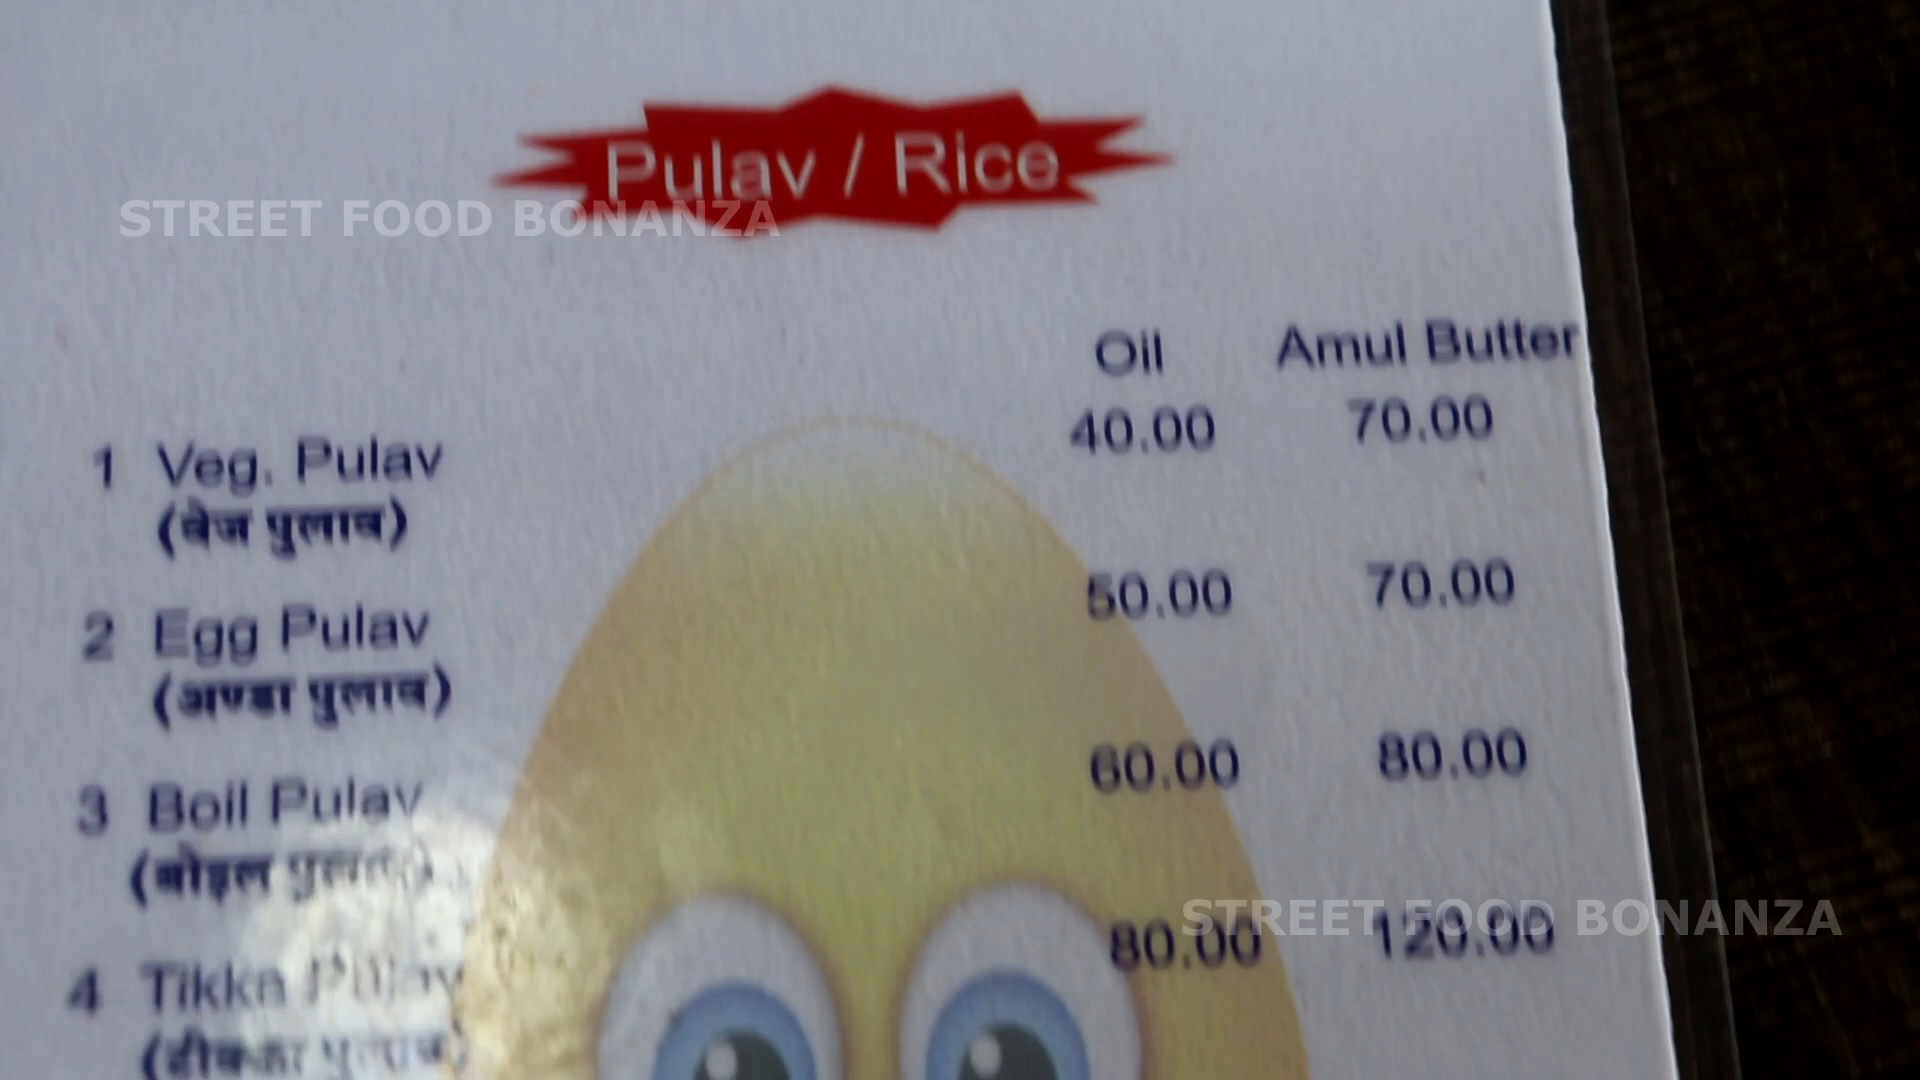 Pulav / Rice
STREET FOOD BONANZA
Oil Amul Butter
1 Veg. Pulav 40.00 70.00
(वेज पुलाव)
2 Egg Pulav 50.00 70.00
(अण्डा पुलाव)
3 Boil Pulav 60.00 80.00
(बोइल पुलाव)
STREET FOOD BONANZA
4 Tikka Pulav 80.00 120.00